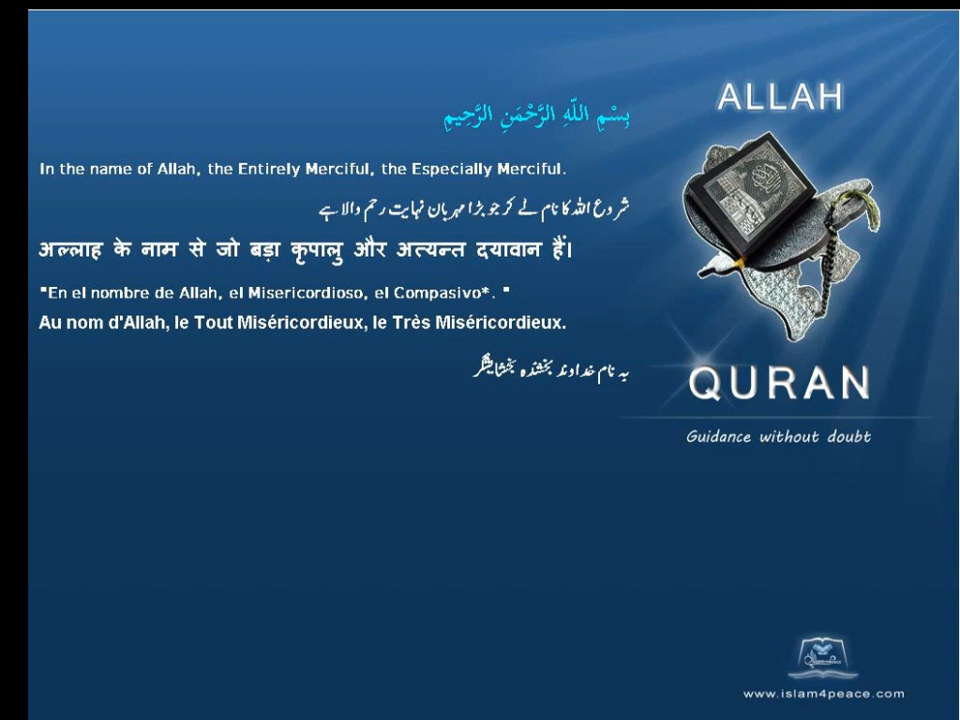 بِسْمِ اللّهِ الرَّحْمَنِ الرَّحِيمِ
In the name of Allah, the Entirely Merciful, the Especially Merciful.
شروع الله کا نام لے کر جو بڑا مہربان نہایت رحم والا ہے
अल्लाह के नाम से जो बड़ा कृपालु और अत्यन्त दयावान हैं।
"En el nombre de Allah, el Misericordioso, el Compasivo*. "
Au nom d'Allah, le Tout Miséricordieux, le Très Miséricordieux.
به نام خداوند بخشنده بخشایشگر
ALLAH
QURAN
Guidance without doubt
www.islam4peace.com